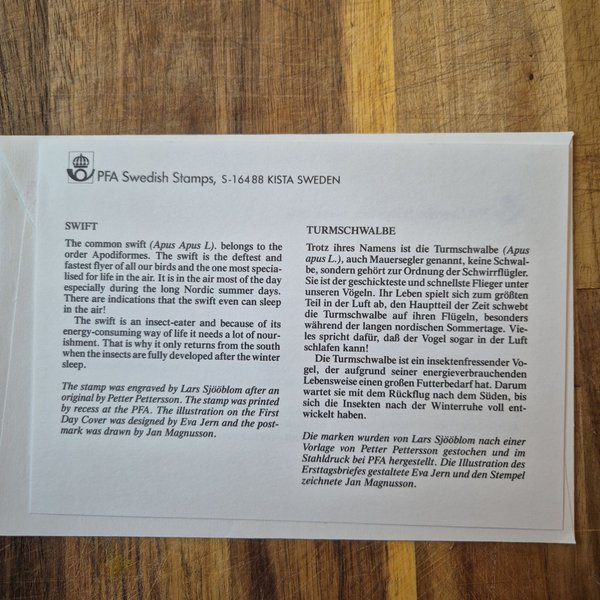 PFA Swedish Stamps, S-164 88 KISTA SWEDEN
SWIFT
The common swift (Apus Apus L). belongs to the
order Apodiformes. The swift is the deftest and
fastest flyer of all our birds and the one most specia-
lised for life in the air. It is in the air most of the day
especially during the long Nordic summer days.
There are indications that the swift even can sleep
in the air!
The swift is an insect-eater and because of its
energy-consuming way of life it needs a lot of nour-
ishment. That is why it only returns from the south
when the insects are fully developed after the winter
sleep.
The stamp was engraved by Lars Sjööblom after an
original by Petter Pettersson. The stamp was printed
by recess at the PFA. The illustration on the First
Day Cover was designed by Eva Jern and the post-
mark was drawn by Jan Magnusson.
TURMSCHWALBE
Trotz ihres Namens ist die Turmschwalbe (Apus
apus L.), auch Mauersegler genannt, keine Schwal-
be, sondern gehört zur Ordnung der Schwirrflügler.
Sie ist der geschickteste und schnellste Flieger unter
unseren Vögeln. Ihr Leben spielt sich zum größten
Teil in der Luft ab, den Hauptteil der Zeit schwebt
die Turmschwalbe auf ihren Flügeln, besonders
während der langen nordischen Sommertage. Vie-
les spricht dafür, daß der Vogel sogar in der Luft
schlafen kann!
Die Turmschwalbe ist ein insektenfressender Vo-
gel, der aufgrund seiner energieverbrauchenden
Lebensweise einen großen Futterbedarf hat. Darum
wartet sie mit dem Rückflug nach dem Süden, bis
sich die Insekten nach der Winterruhe voll ent-
wickelt haben.
Die marken wurden von Lars Sjööblom nach einer
Vorlage von Petter Pettersson gestochen und im
Stahldruck bei PFA hergestellt. Die Illustration des
Ersttagsbriefes gestaltete Eva Jern und den Stempel
zeichnete Jan Magnusson.